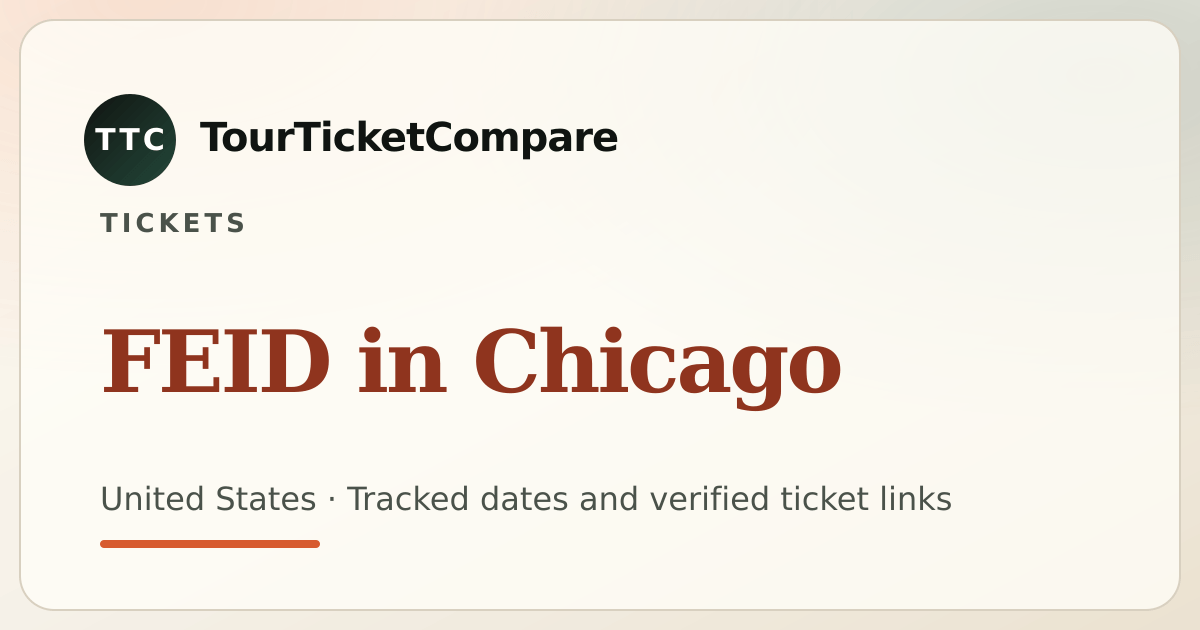 TTC TourTicketCompare
TICKETS
FEID in Chicago
United States · Tracked dates and verified ticket links